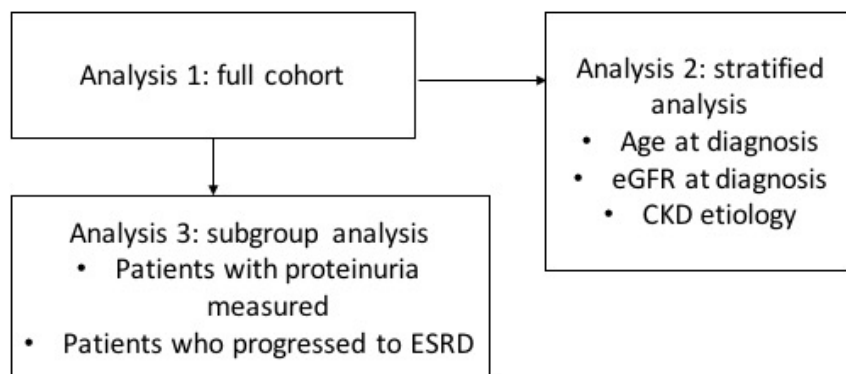 Analysis 1: full cohort
Analysis 2: stratified
analysis
• Age at diagnosis
• eGFR at diagnosis
• CKD etiology
Analysis 3: subgroup analysis
• Patients with proteinuria
measured
• Patients who progressed to ESRD